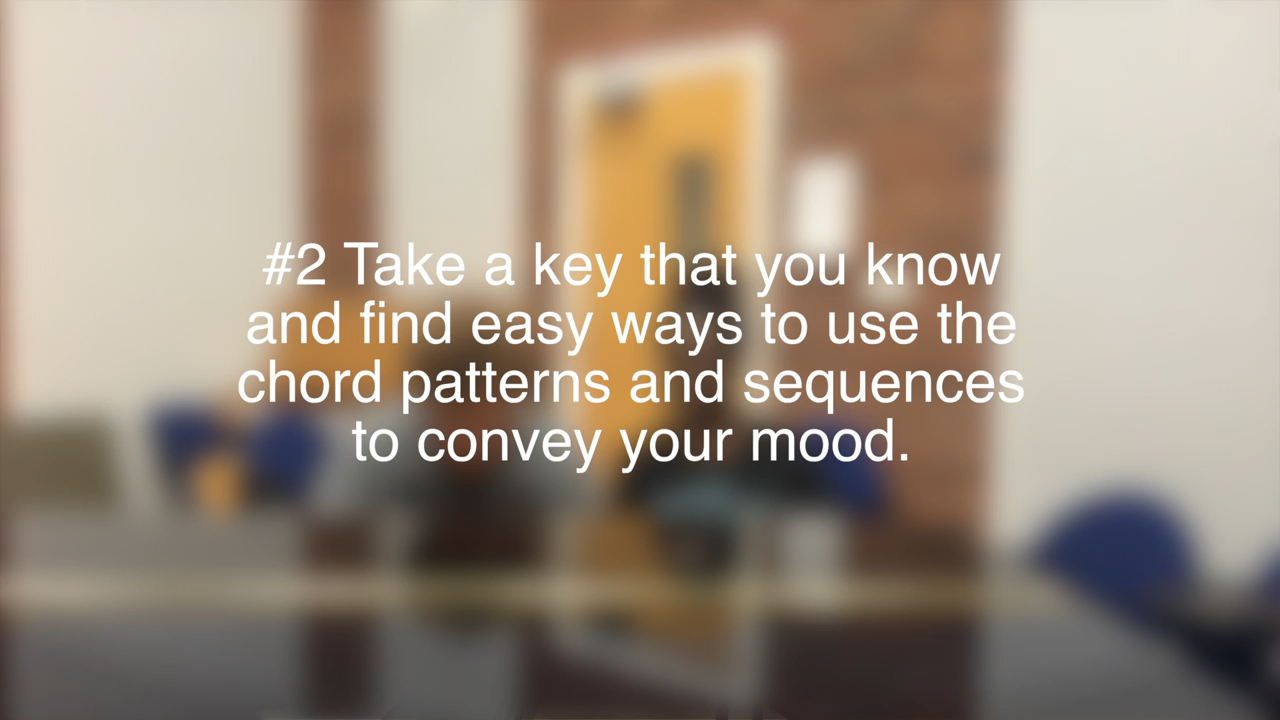 #2 Take a key that you know
and find easy ways to use the
chord patterns and sequences
to convey your mood.